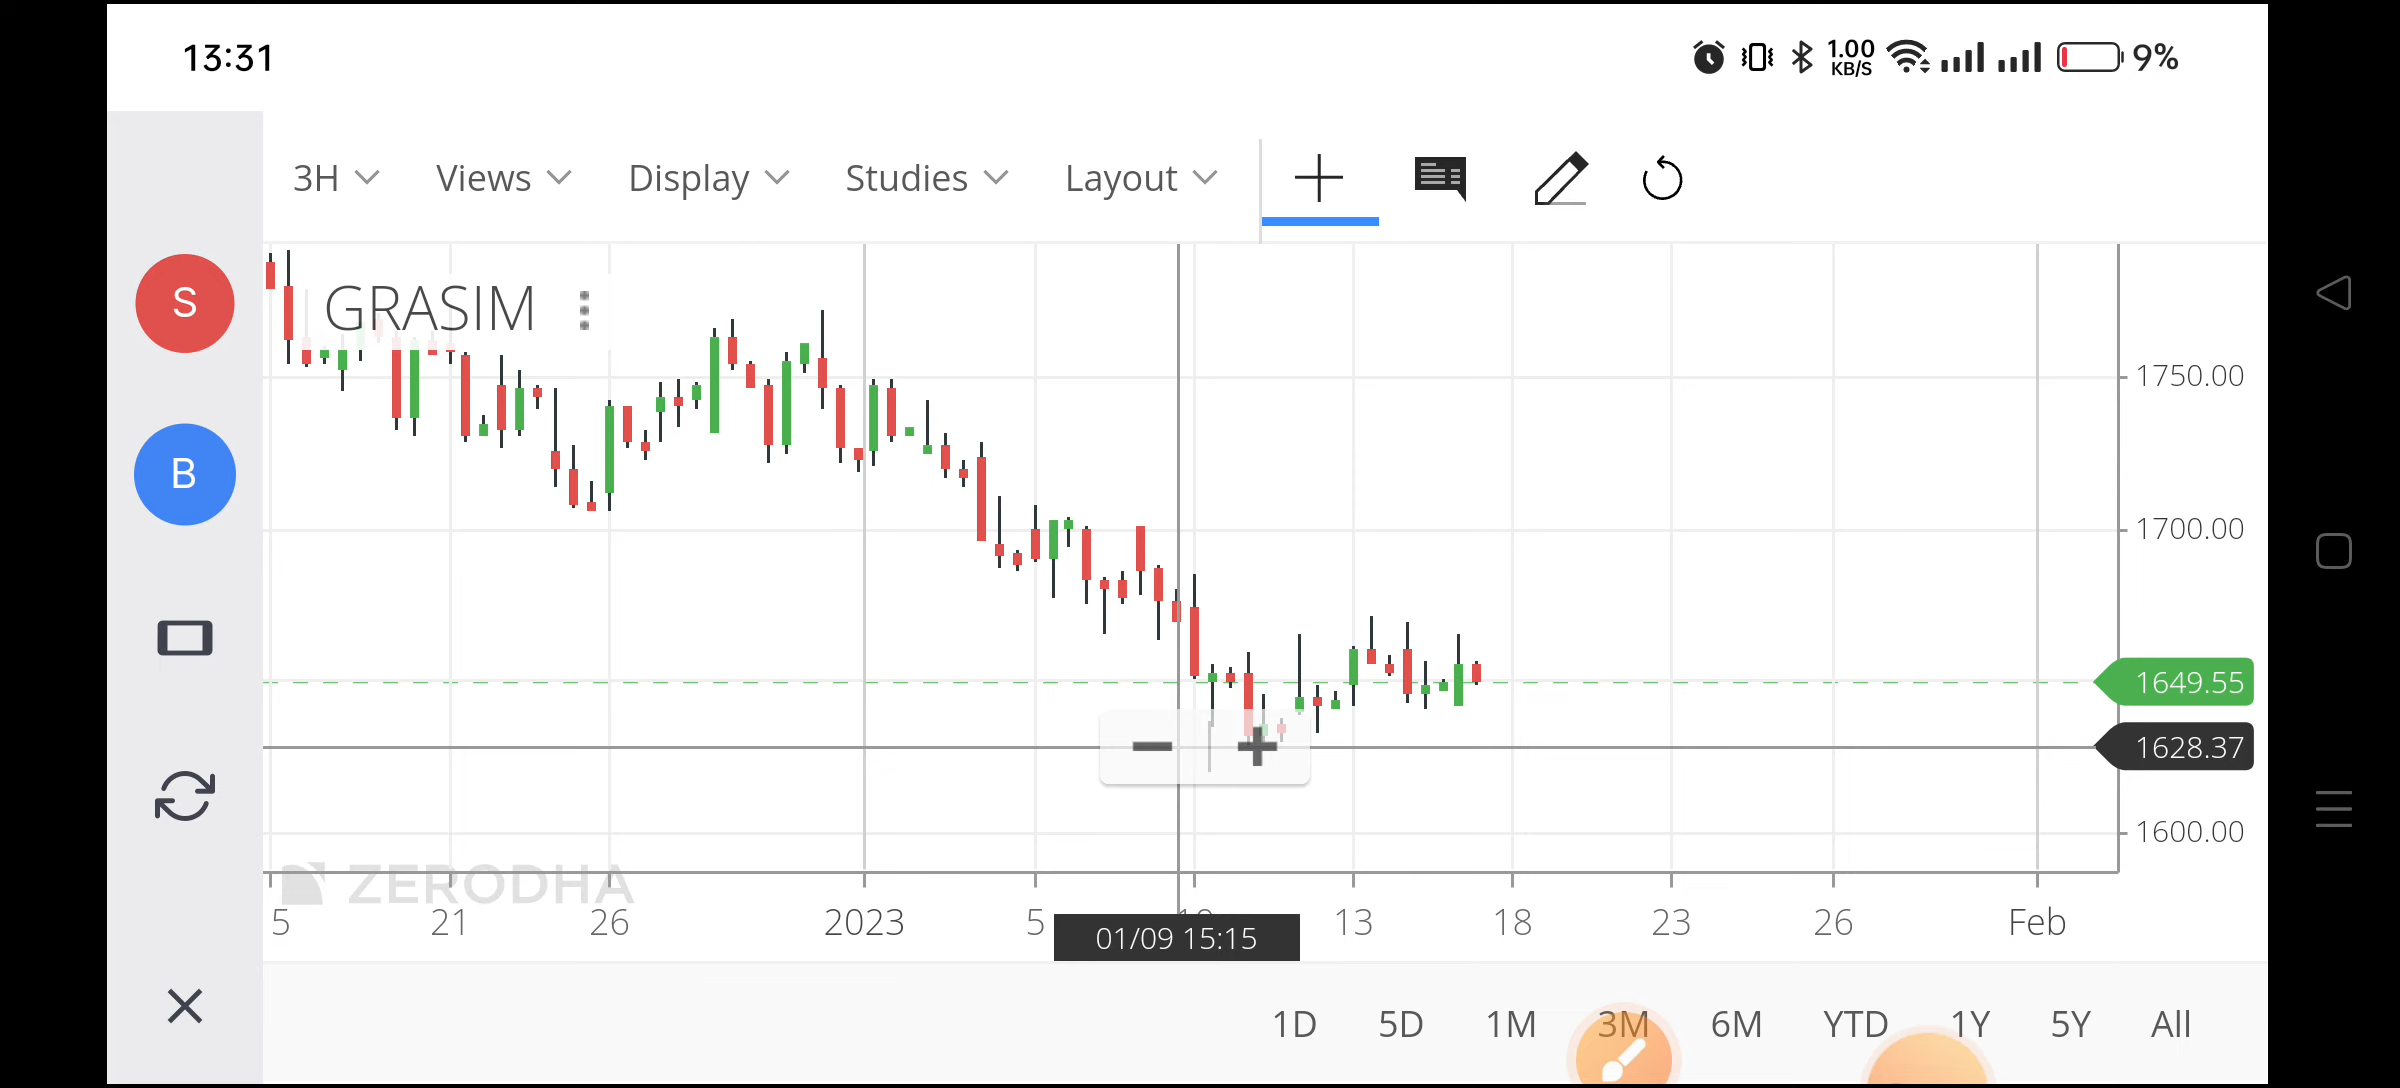 13:31
1.00
KB/S
9%
3H Views Display Studies Layout
S
GRASIM
B
1750.00
1700.00
1649.55
1628.37
1600.00
ZERODHA
5 21 26 2023 5 13 18 23 26 Feb
01/09 15:15
1D 5D 1M 3M 6M YTD 1Y 5Y All